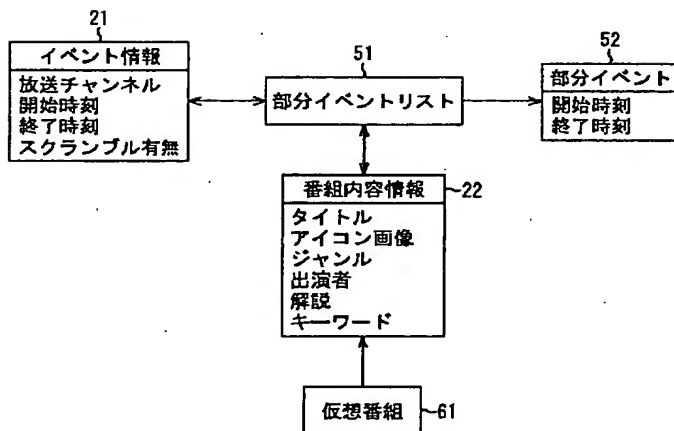 21
イベント情報
放送チャンネル
開始時刻
終了時刻
スクランブル有無
51
部分イベントリスト
52
部分イベント
開始時刻
終了時刻
番組内容情報
22
タイトル
アイコン画像
ジャンル
出演者
解説
キーワード
仮想番組
61